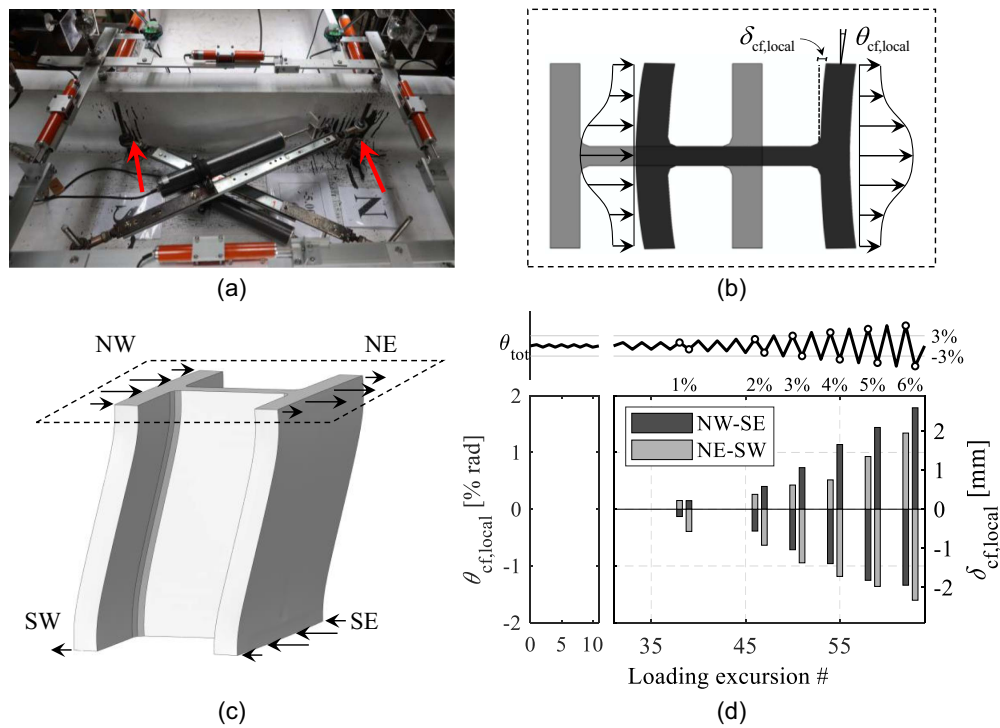 N
(a)
δcf,local
θcf,local
(b)
NW
NE
SW
SE
(c)
θtot
3%
-3%
1%
2%
3%
4%
5%
6%
NW-SE
NE-SW
θcf,local [% rad]
2
1
0
-1
-2
δcf,local [mm]
2
1
0
-1
-2
0
5
10
35
45
55
Loading excursion #
(d)